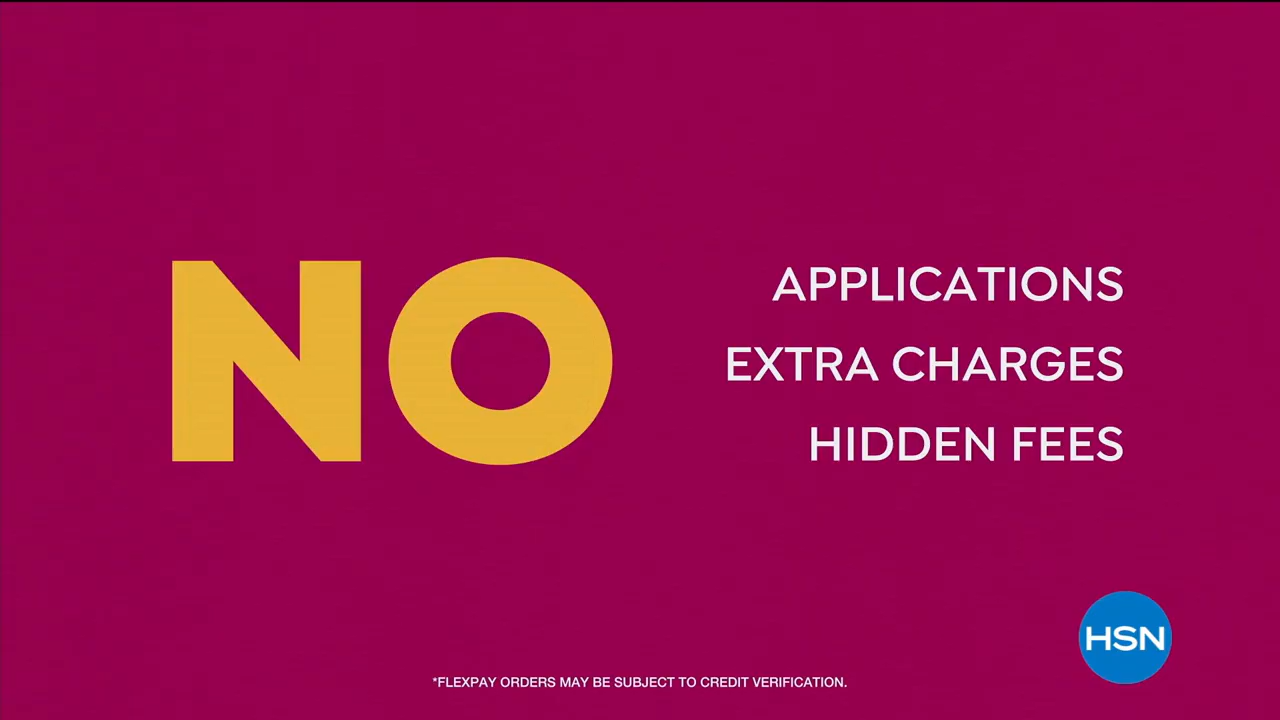 NO
APPLICATIONS
EXTRA CHARGES
HIDDEN FEES
HSN
*FLEXPAY ORDERS MAY BE SUBJECT TO CREDIT VERIFICATION.